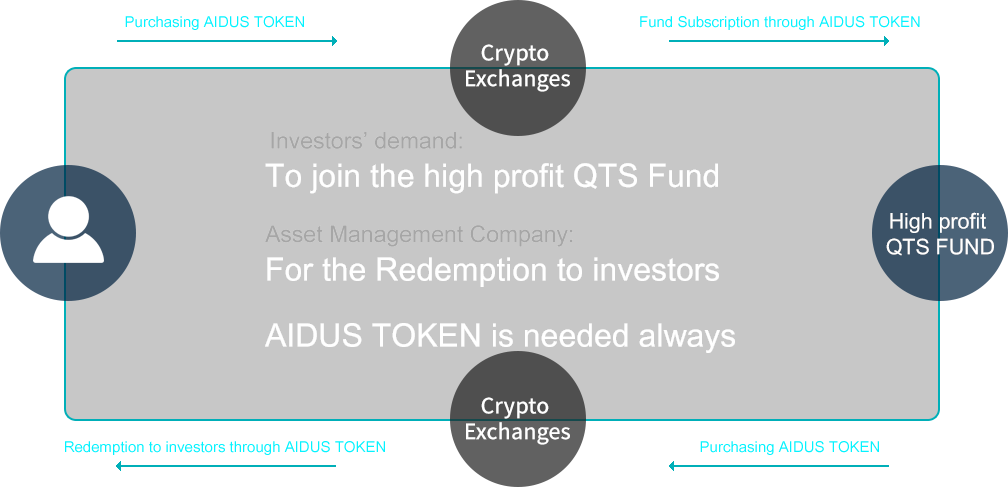 Purchasing AIDUS TOKEN
Fund Subscription through AIDUS TOKEN
Crypto
Exchanges
Investors’ demand:
To join the high profit QTS Fund
High profit
QTS FUND
Asset Management Company:
For the Redemption to investors
AIDUS TOKEN is needed always
Crypto
Exchanges
Redemption to investors through AIDUS TOKEN
Purchasing AIDUS TOKEN